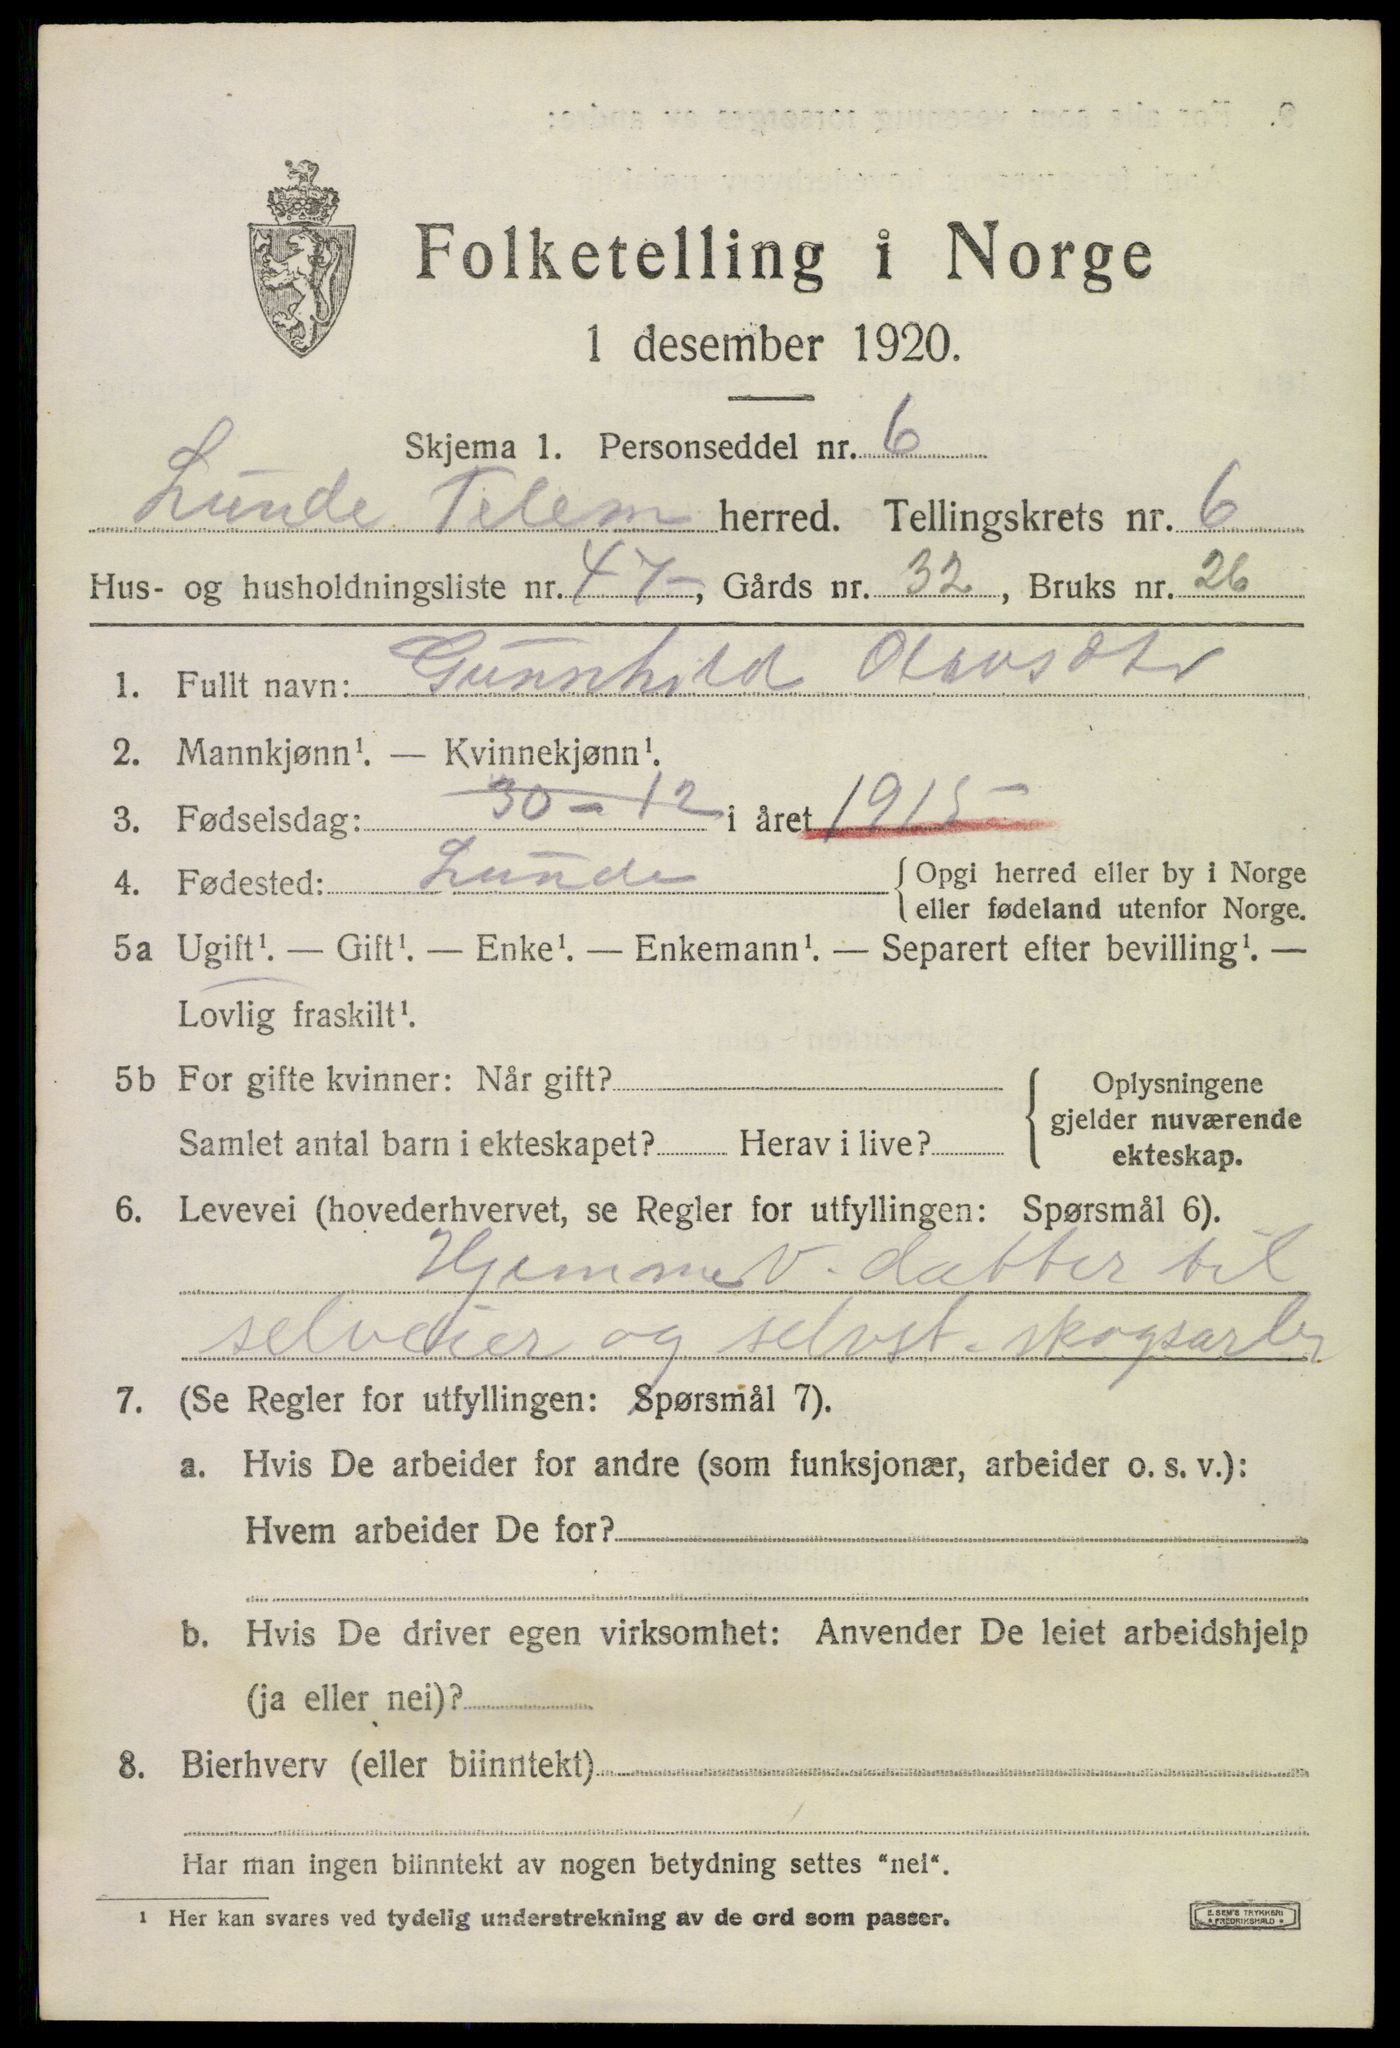 Folketelling i Norge
1 desember 1920.
Skjema 1. Personseddel nr. 6
Lunde Telem herred. Tellingskrets nr. 6
Hus- og husholdningsliste nr. 47, Gårds nr. 32, Bruks nr. 26
1. Fullt navn: Gunnhild Olavsdtr
2. Mannkjønn¹. — Kvinnekjønn¹.
3. Fødselsdag: 30 - 12 i året 1915
4. Fødested: Lunde { Opgi herred eller by i Norge
eller fødeland utenfor Norge.
5a Ugift¹. — Gift¹. — Enke¹. — Enkemann¹. — Separert efter bevilling¹. —
Lovlig fraskilt¹.
5b For gifte kvinner: Når gift? { Oplysningene
gjelder nuværende
Samlet antal barn i ekteskapet? Herav i live? ekteskap.
6. Levevei (hovederhvervet, se Regler for utfyllingen: Spørsmål 6).
Hjemmev. datter til
selveier og selvst. skogsarb
7. (Se Regler for utfyllingen: Spørsmål 7).
a. Hvis De arbeider for andre (som funksjonær, arbeider o. s. v.):
Hvem arbeider De for?
b. Hvis De driver egen virksomhet: Anvender De leiet arbeidshjelp
(ja eller nei)?
8. Bierhverv (eller biinntekt)
Har man ingen biinntekt av nogen betydning settes "nei".
¹ Her kan svares ved tydelig understrekning av de ord som passer.
E. SEM'S TRYKKERI
FREDRIKSHALD